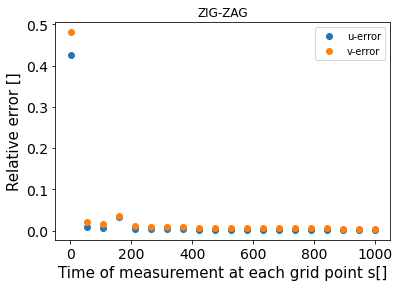 ZIG-ZAG
u-error
v-error
Relative error []
0.5
0.4
0.3
0.2
0.1
0.0
0 200 400 600 800 1000
Time of measurement at each grid point s[]